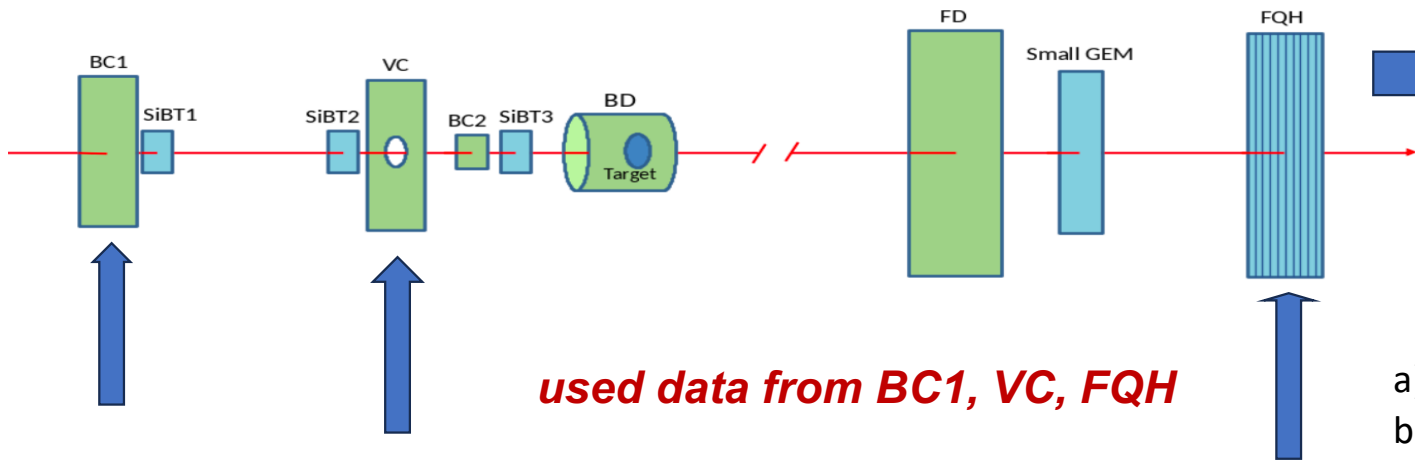 BC1
SiBT1
SiBT2
VC
BC2
SiBT3
BD
Target
FD
Small GEM
FQH
used data from BC1, VC, FQH
a
b